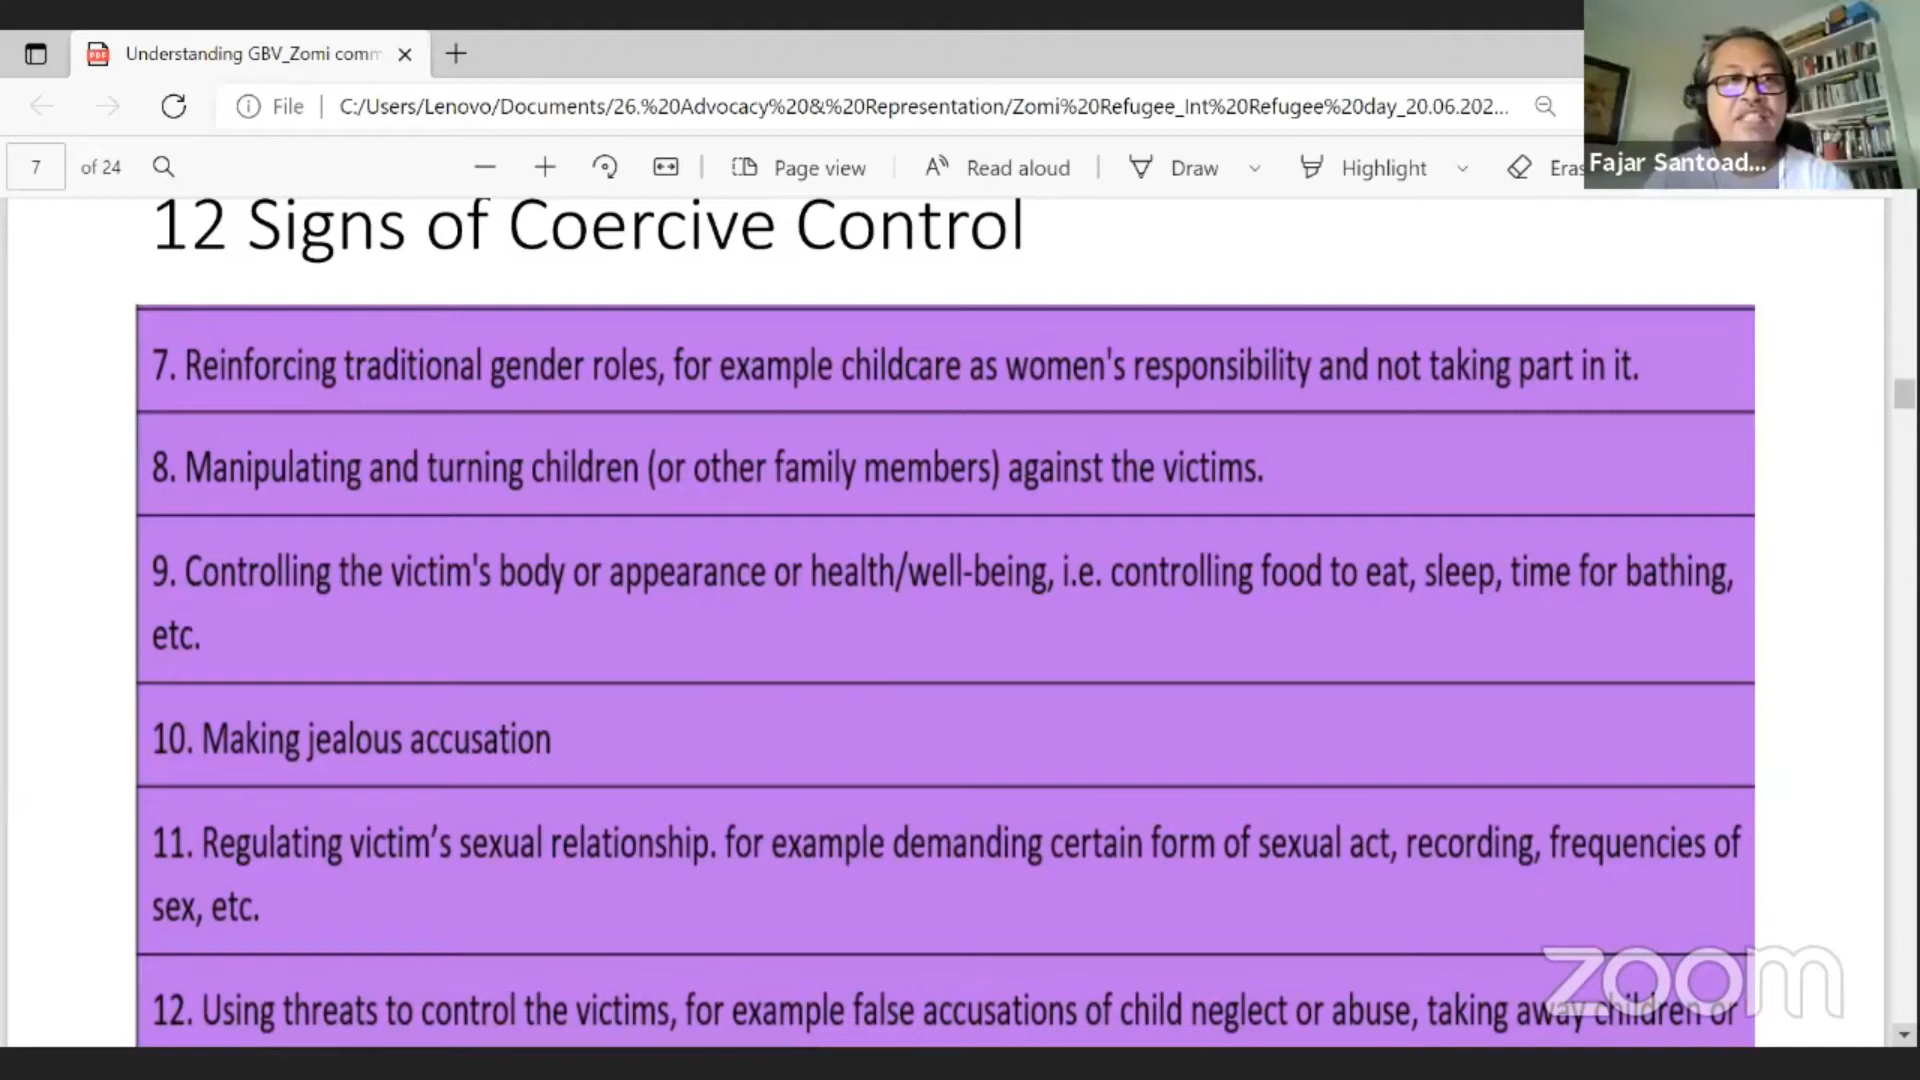 Understanding GBV_Zomi comm
File
C:/Users/Lenovo/Documents/26.%20Advocacy%20&%20Representation/Zomi%20Refugee_Int%20Refugee%20day_20.06.202...
7 of 24
Page view
Read aloud
Draw
Highlight
Eras
Fajar Santoad...
12 Signs of Coercive Control
7. Reinforcing traditional gender roles, for example childcare as women's responsibility and not taking part in it.
8. Manipulating and turning children (or other family members) against the victims.
9. Controlling the victim's body or appearance or health/well-being, i.e. controlling food to eat, sleep, time for bathing,
etc.
10. Making jealous accusation
11. Regulating victim’s sexual relationship. for example demanding certain form of sexual act, recording, frequencies of
sex, etc.
12. Using threats to control the victims, for example false accusations of child neglect or abuse, taking away children or
zoom